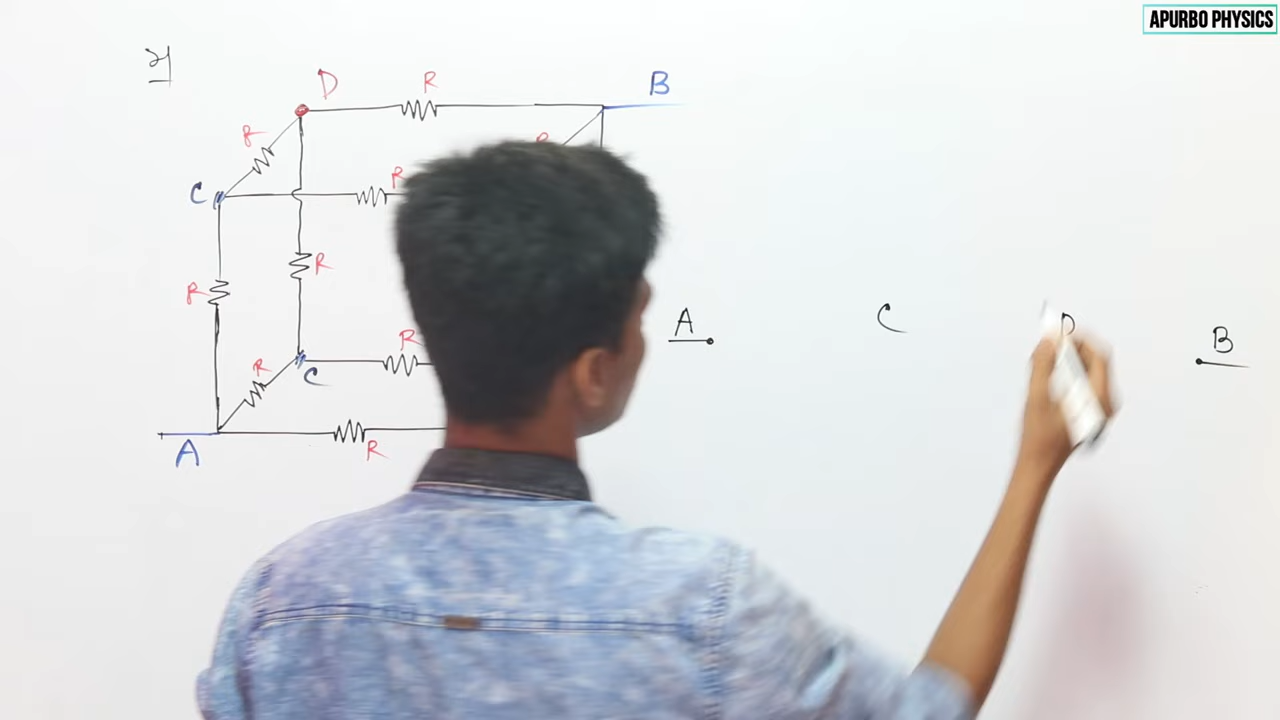 APURBO PHYSICS
D R B
R
R
C R
R
R
R R
C
A R
A C D B